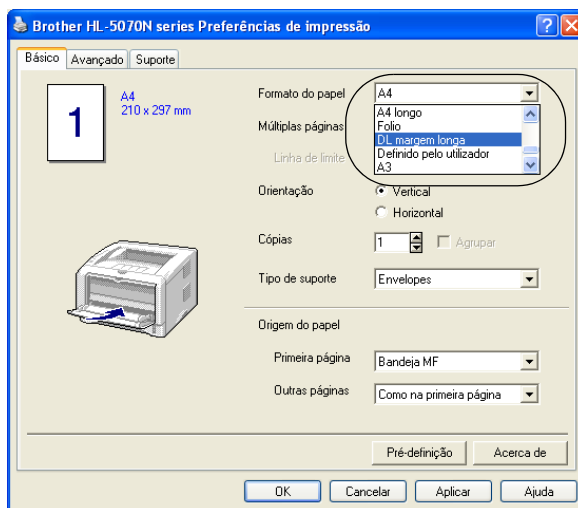 Brother HL-5070N series Preferências de impressão
Básico Avançado Suporte
1
A4
210 x 297 mm
Formato do papel A4
A4 longo
Folio
DL margem longa
Definido pelo utilizador
A3
Múltiplas páginas
Linha de limite
Orientação
Vertical
Horizontal
Cópias 1 Agrupar
Tipo de suporte Envelopes
Origem do papel
Primeira página Bandeja MF
Outras páginas Como na primeira página
Pré-definição Acerca de
OK Cancelar Aplicar Ajuda